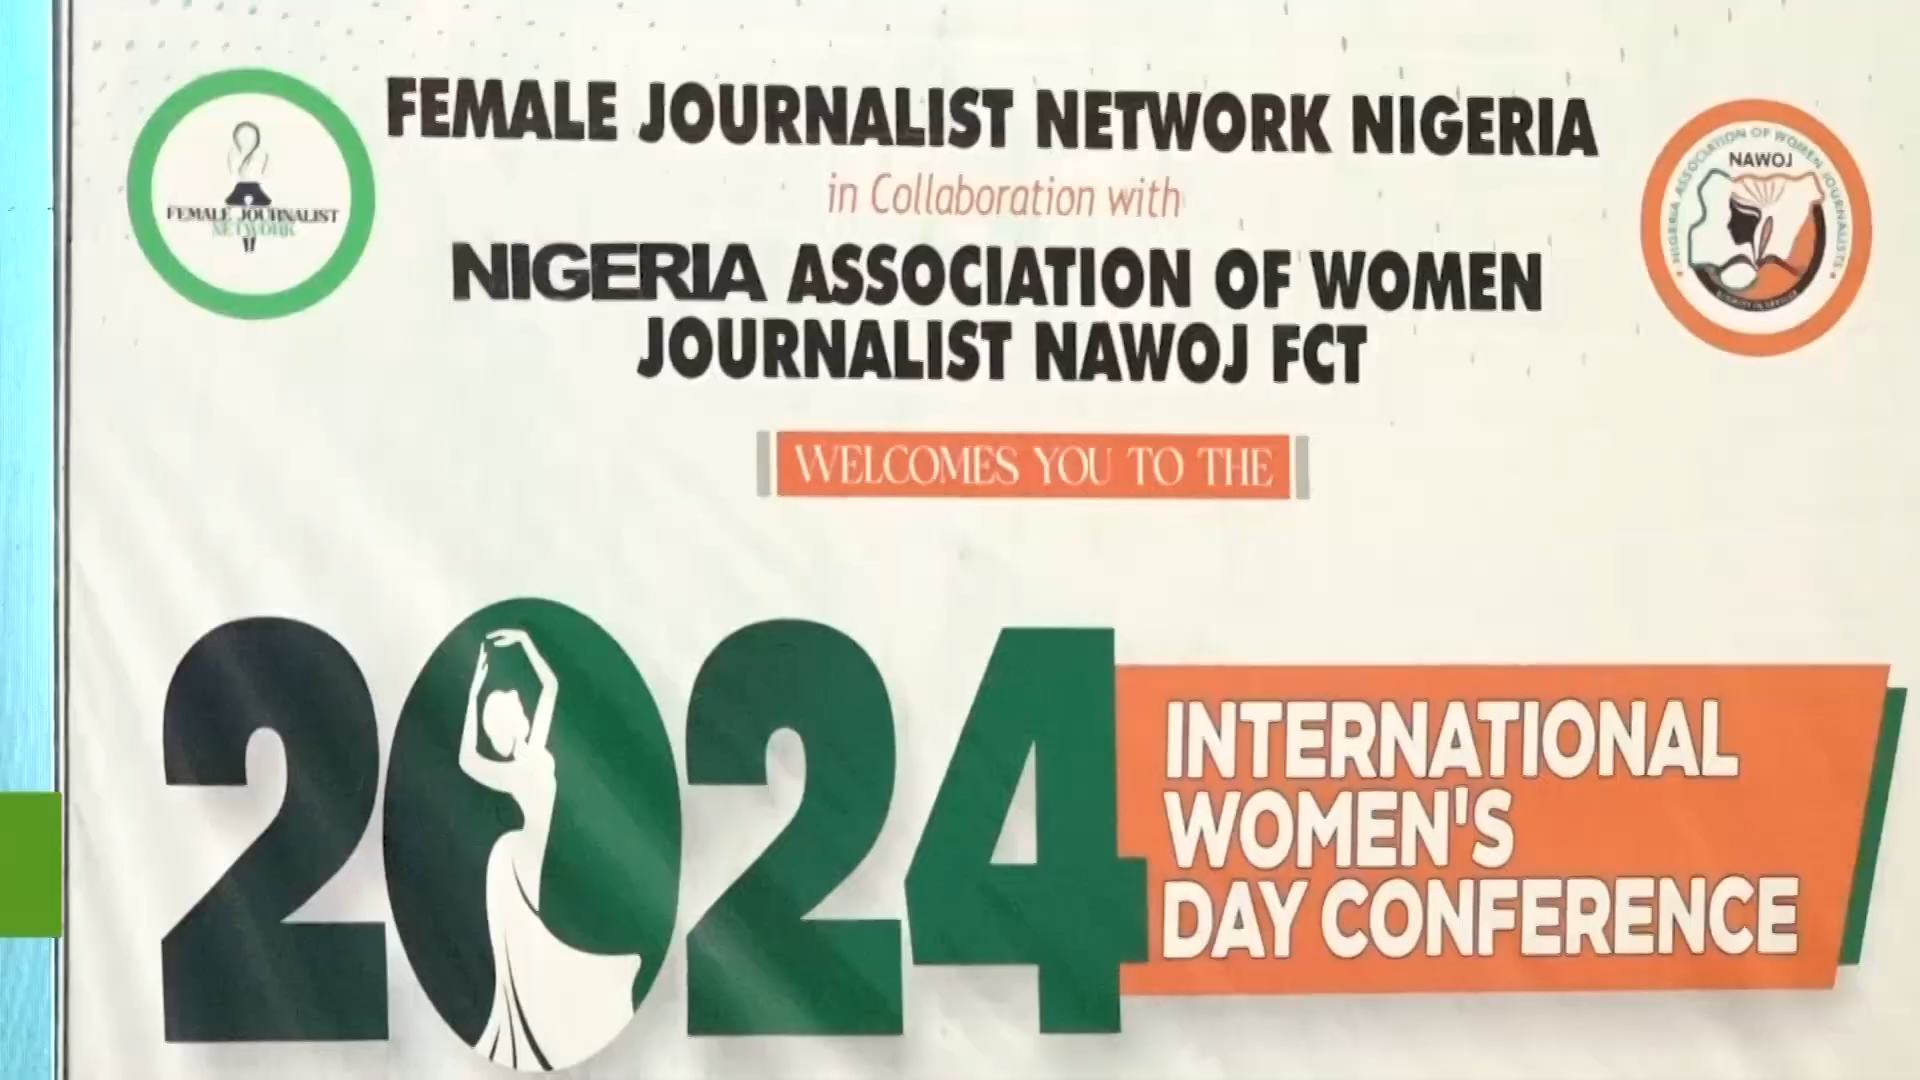 FEMALE JOURNALIST NETWORK NIGERIA
in Collaboration with
NIGERIA ASSOCIATION OF WOMEN
JOURNALIST NAWOJ FCT
FEMALE JOURNALIST
NETWORK
NIGERIA ASSOCIATION OF WOMEN JOURNALISTS
NAWOJ
WELCOMES YOU TO THE
2024
INTERNATIONAL
WOMEN'S
DAY CONFERENCE